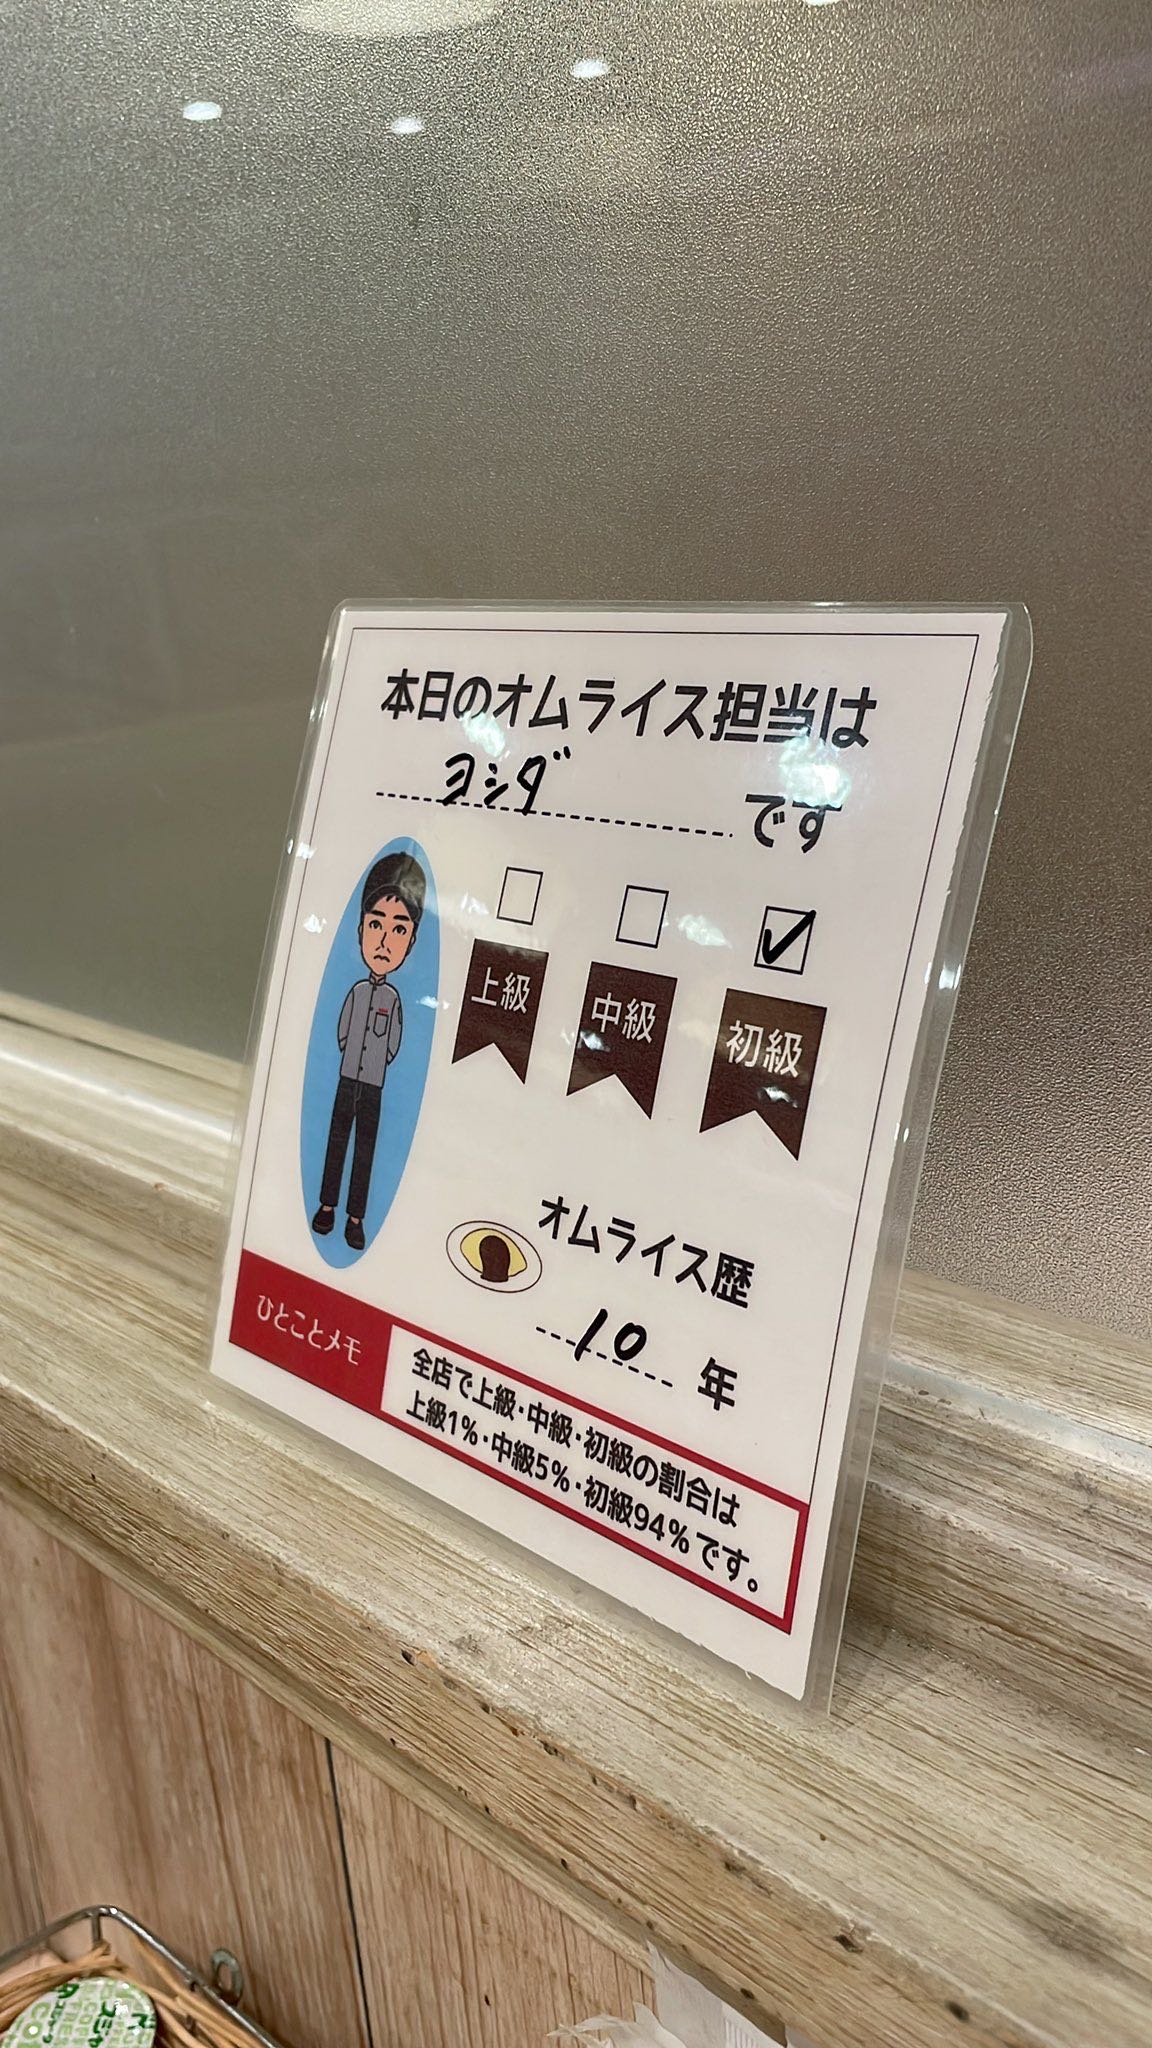 本日のオムライス担当は
ヨシダ です
上級
中級
初級
オムライス歴
10 年
ひとことメモ
全店で上級・中級・初級の割合は
上級1%・中級5%・初級94%です。